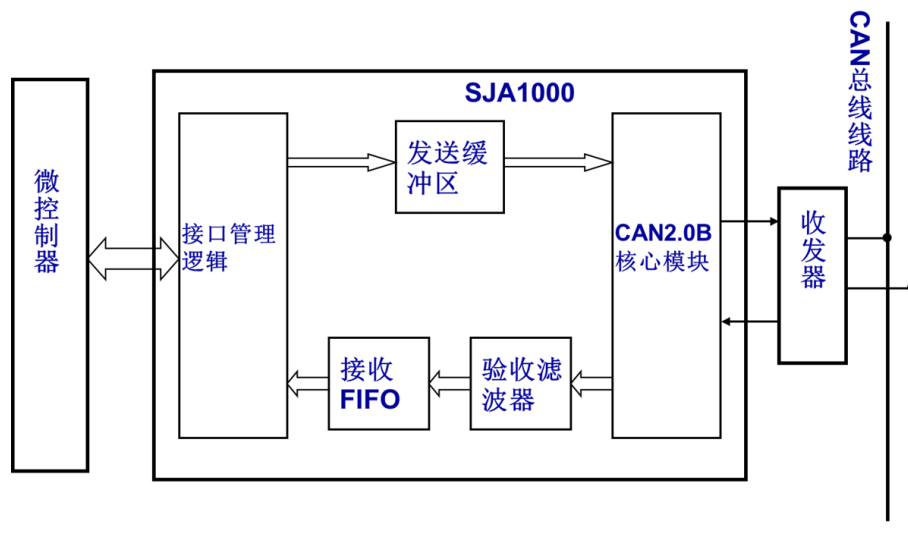 CAN总线线路
SJA1000
微控制器
接口管理
逻辑
发送缓
冲区
CAN2.0B
核心模块
收发器
接收
FIFO
验收滤
波器